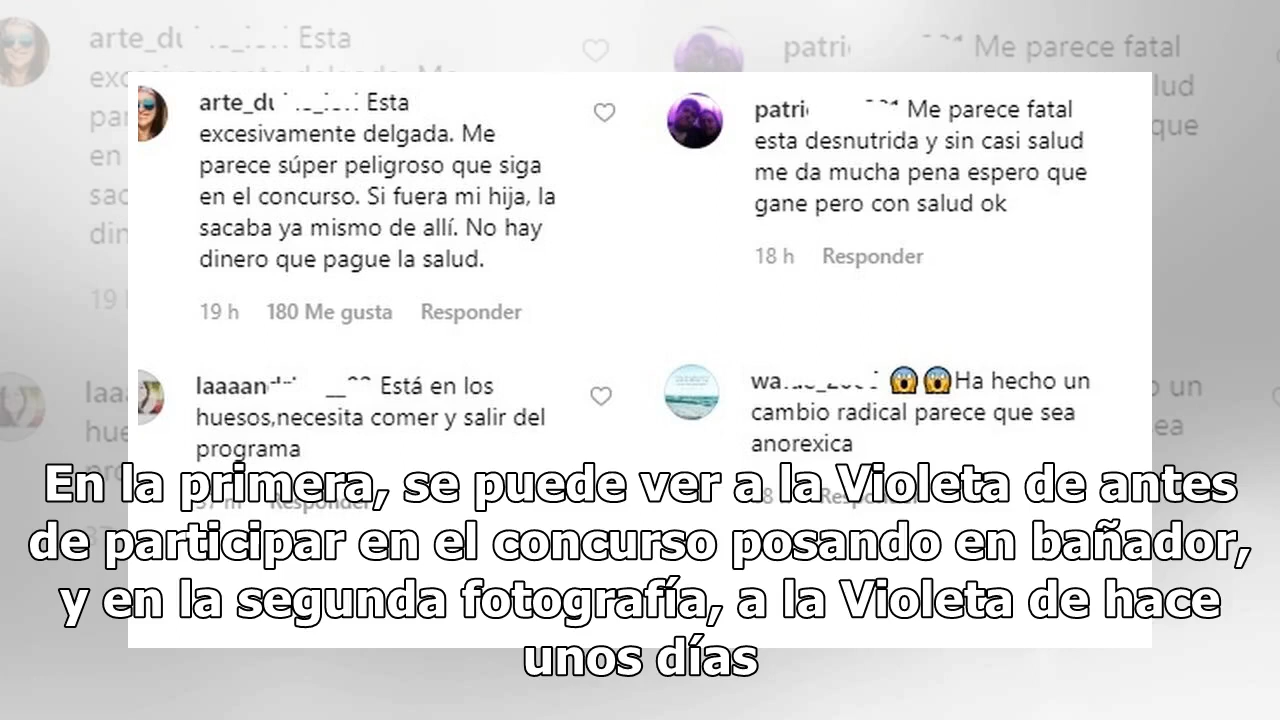 Esta
excesivamente delgada. Me
parece súper peligroso que siga
en el concurso. Si fuera mi hija, la
sacaba ya mismo de allí. No hay
dinero que pague la salud.
19 h 180 Me gusta Responder
Me parece fatal
esta desnutrida y sin casi salud
me da mucha pena espero que
gane pero con salud ok
18 h Responder
Está en los
huesos,necesita comer y salir del
programa
😱😱Ha hecho un
cambio radical parece que sea
anorexica
En la primera, se puede ver a la Violeta de antes
de participar en el concurso posando en bañador,
y en la segunda fotografía, a la Violeta de hace
unos días